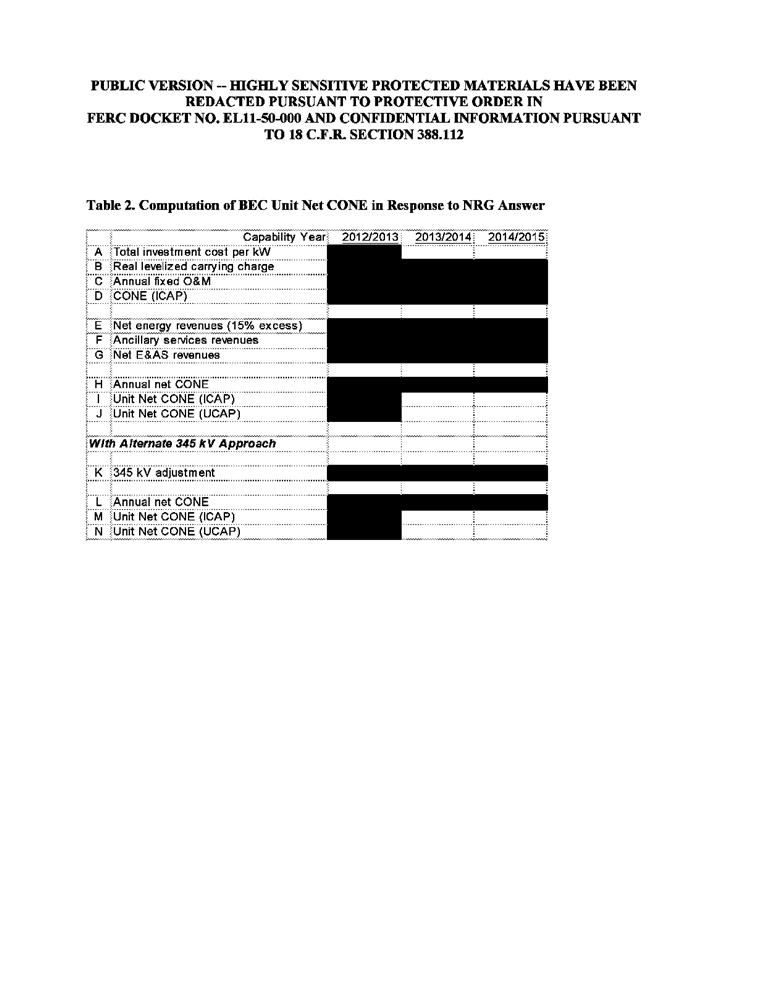 PUBLIC VERSION -- HIGHLY SENSITIVE PROTECTED MATERIALS HAVE BEEN
REDACTED PURSUANT TO PROTECTIVE ORDER IN
FERC DOCKET NO. EL11-50-000 AND CONFIDENTIAL INFORMATION PURSUANT
TO 18 C.F.R. SECTION 388.112
Table 2. Computation of BEC Unit Net CONE in Response to NRG Answer
Capability Year 2012/2013 2013/2014 2014/2015
A Total investment cost per kW
B Real levelized carrying charge
C Annual fixed O&M
D CONE (ICAP)
E Net energy revenues (15% excess)
F Ancillary services revenues
G Net E&AS revenues
H Annual net CONE
I Unit Net CONE (ICAP)
J Unit Net CONE (UCAP)
With Alternate 345 kV Approach
K 345 kV adjustment
L Annual net CONE
M Unit Net CONE (ICAP)
N Unit Net CONE (UCAP)